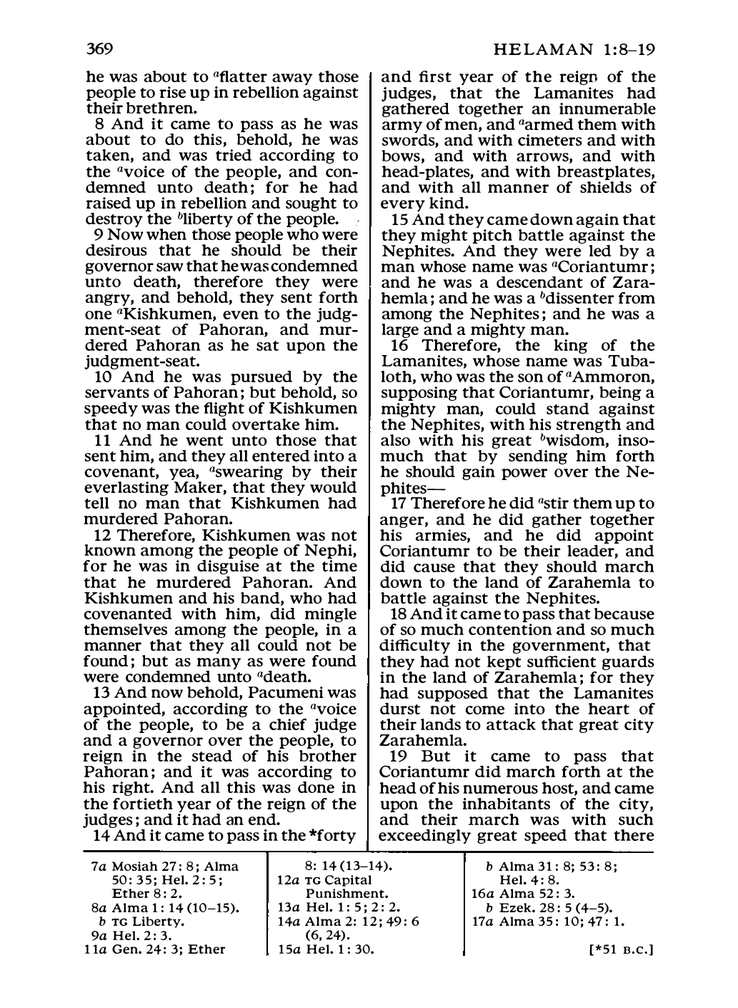 369
HELAMAN 1:8–19
he was about to aflatter away those
people to rise up in rebellion against
their brethren.
8 And it came to pass as he was
about to do this, behold, he was
taken, and was tried according to
the avoice of the people, and con-
demned unto death; for he had
raised up in rebellion and sought to
destroy the bliberty of the people.
9 Now when those people who were
desirous that he should be their
governor saw that he was condemned
unto death, therefore they were
angry, and behold, they sent forth
one aKishkumen, even to the judg-
ment-seat of Pahoran, and mur-
dered Pahoran as he sat upon the
judgment-seat.
10 And he was pursued by the
servants of Pahoran; but behold, so
speedy was the flight of Kishkumen
that no man could overtake him.
11 And he went unto those that
sent him, and they all entered into a
covenant, yea, aswearing by their
everlasting Maker, that they would
tell no man that Kishkumen had
murdered Pahoran.
12 Therefore, Kishkumen was not
known among the people of Nephi,
for he was in disguise at the time
that he murdered Pahoran. And
Kishkumen and his band, who had
covenanted with him, did mingle
themselves among the people, in a
manner that they all could not be
found; but as many as were found
were condemned unto adeath.
13 And now behold, Pacumeni was
appointed, according to the avoice
of the people, to be a chief judge
and a governor over the people, to
reign in the stead of his brother
Pahoran; and it was according to
his right. And all this was done in
the fortieth year of the reign of the
judges; and it had an end.
14 And it came to pass in the *forty
and first year of the reign of the
judges, that the Lamanites had
gathered together an innumerable
army of men, and aarmed them with
swords, and with cimeters and with
bows, and with arrows, and with
head-plates, and with breastplates,
and with all manner of shields of
every kind.
15 And they came down again that
they might pitch battle against the
Nephites. And they were led by a
man whose name was aCoriantumr;
and he was a descendant of Zara-
hemla; and he was a bdissenter from
among the Nephites; and he was a
large and a mighty man.
16 Therefore, the king of the
Lamanites, whose name was Tuba-
loth, who was the son of aAmmoron,
supposing that Coriantumr, being a
mighty man, could stand against
the Nephites, with his strength and
also with his great bwisdom, inso-
much that by sending him forth
he should gain power over the Ne-
phites—
17 Therefore he did astir them up to
anger, and he did gather together
his armies, and he did appoint
Coriantumr to be their leader, and
did cause that they should march
down to the land of Zarahemla to
battle against the Nephites.
18 And it came to pass that because
of so much contention and so much
difficulty in the government, that
they had not kept sufficient guards
in the land of Zarahemla; for they
had supposed that the Lamanites
durst not come into the heart of
their lands to attack that great city
Zarahemla.
19 But it came to pass that
Coriantumr did march forth at the
head of his numerous host, and came
upon the inhabitants of the city,
and their march was with such
exceedingly great speed that there
7a Mosiah 27: 8; Alma
50: 35; Hel. 2: 5;
Ether 8: 2.
8a Alma 1: 14 (10–15).
b TG Liberty.
9a Hel. 2: 3.
11a Gen. 24: 3; Ether
8: 14 (13–14).
12a TG Capital
Punishment.
13a Hel. 1: 5; 2: 2.
14a Alma 2: 12; 49: 6
(6, 24).
15a Hel. 1: 30.
b Alma 31: 8; 53: 8;
Hel. 4: 8.
16a Alma 52: 3.
b Ezek. 28: 5 (4–5).
17a Alma 35: 10; 47: 1.
[*51 B.C.]